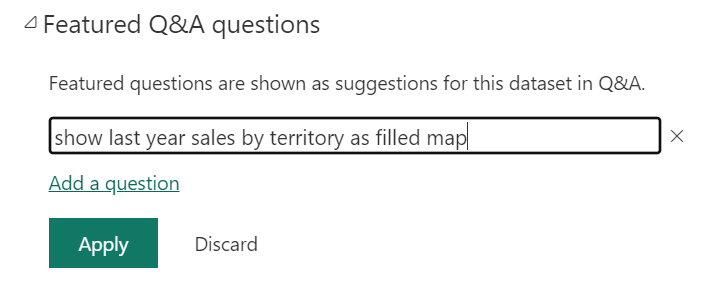 Featured Q&A questions
Featured questions are shown as suggestions for this dataset in Q&A.
show last year sales by territory as filled map
Add a question
Apply Discard